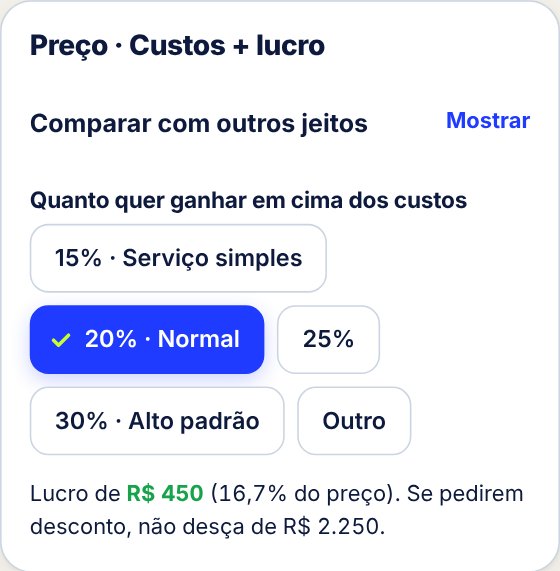 Preço · Custos + lucro
Comparar com outros jeitos
Mostrar
Quanto quer ganhar em cima dos custos
15% · Serviço simples
20% · Normal
25%
30% · Alto padrão
Outro
Lucro de R$ 450 (16,7% do preço). Se pedirem
desconto, não desça de R$ 2.250.